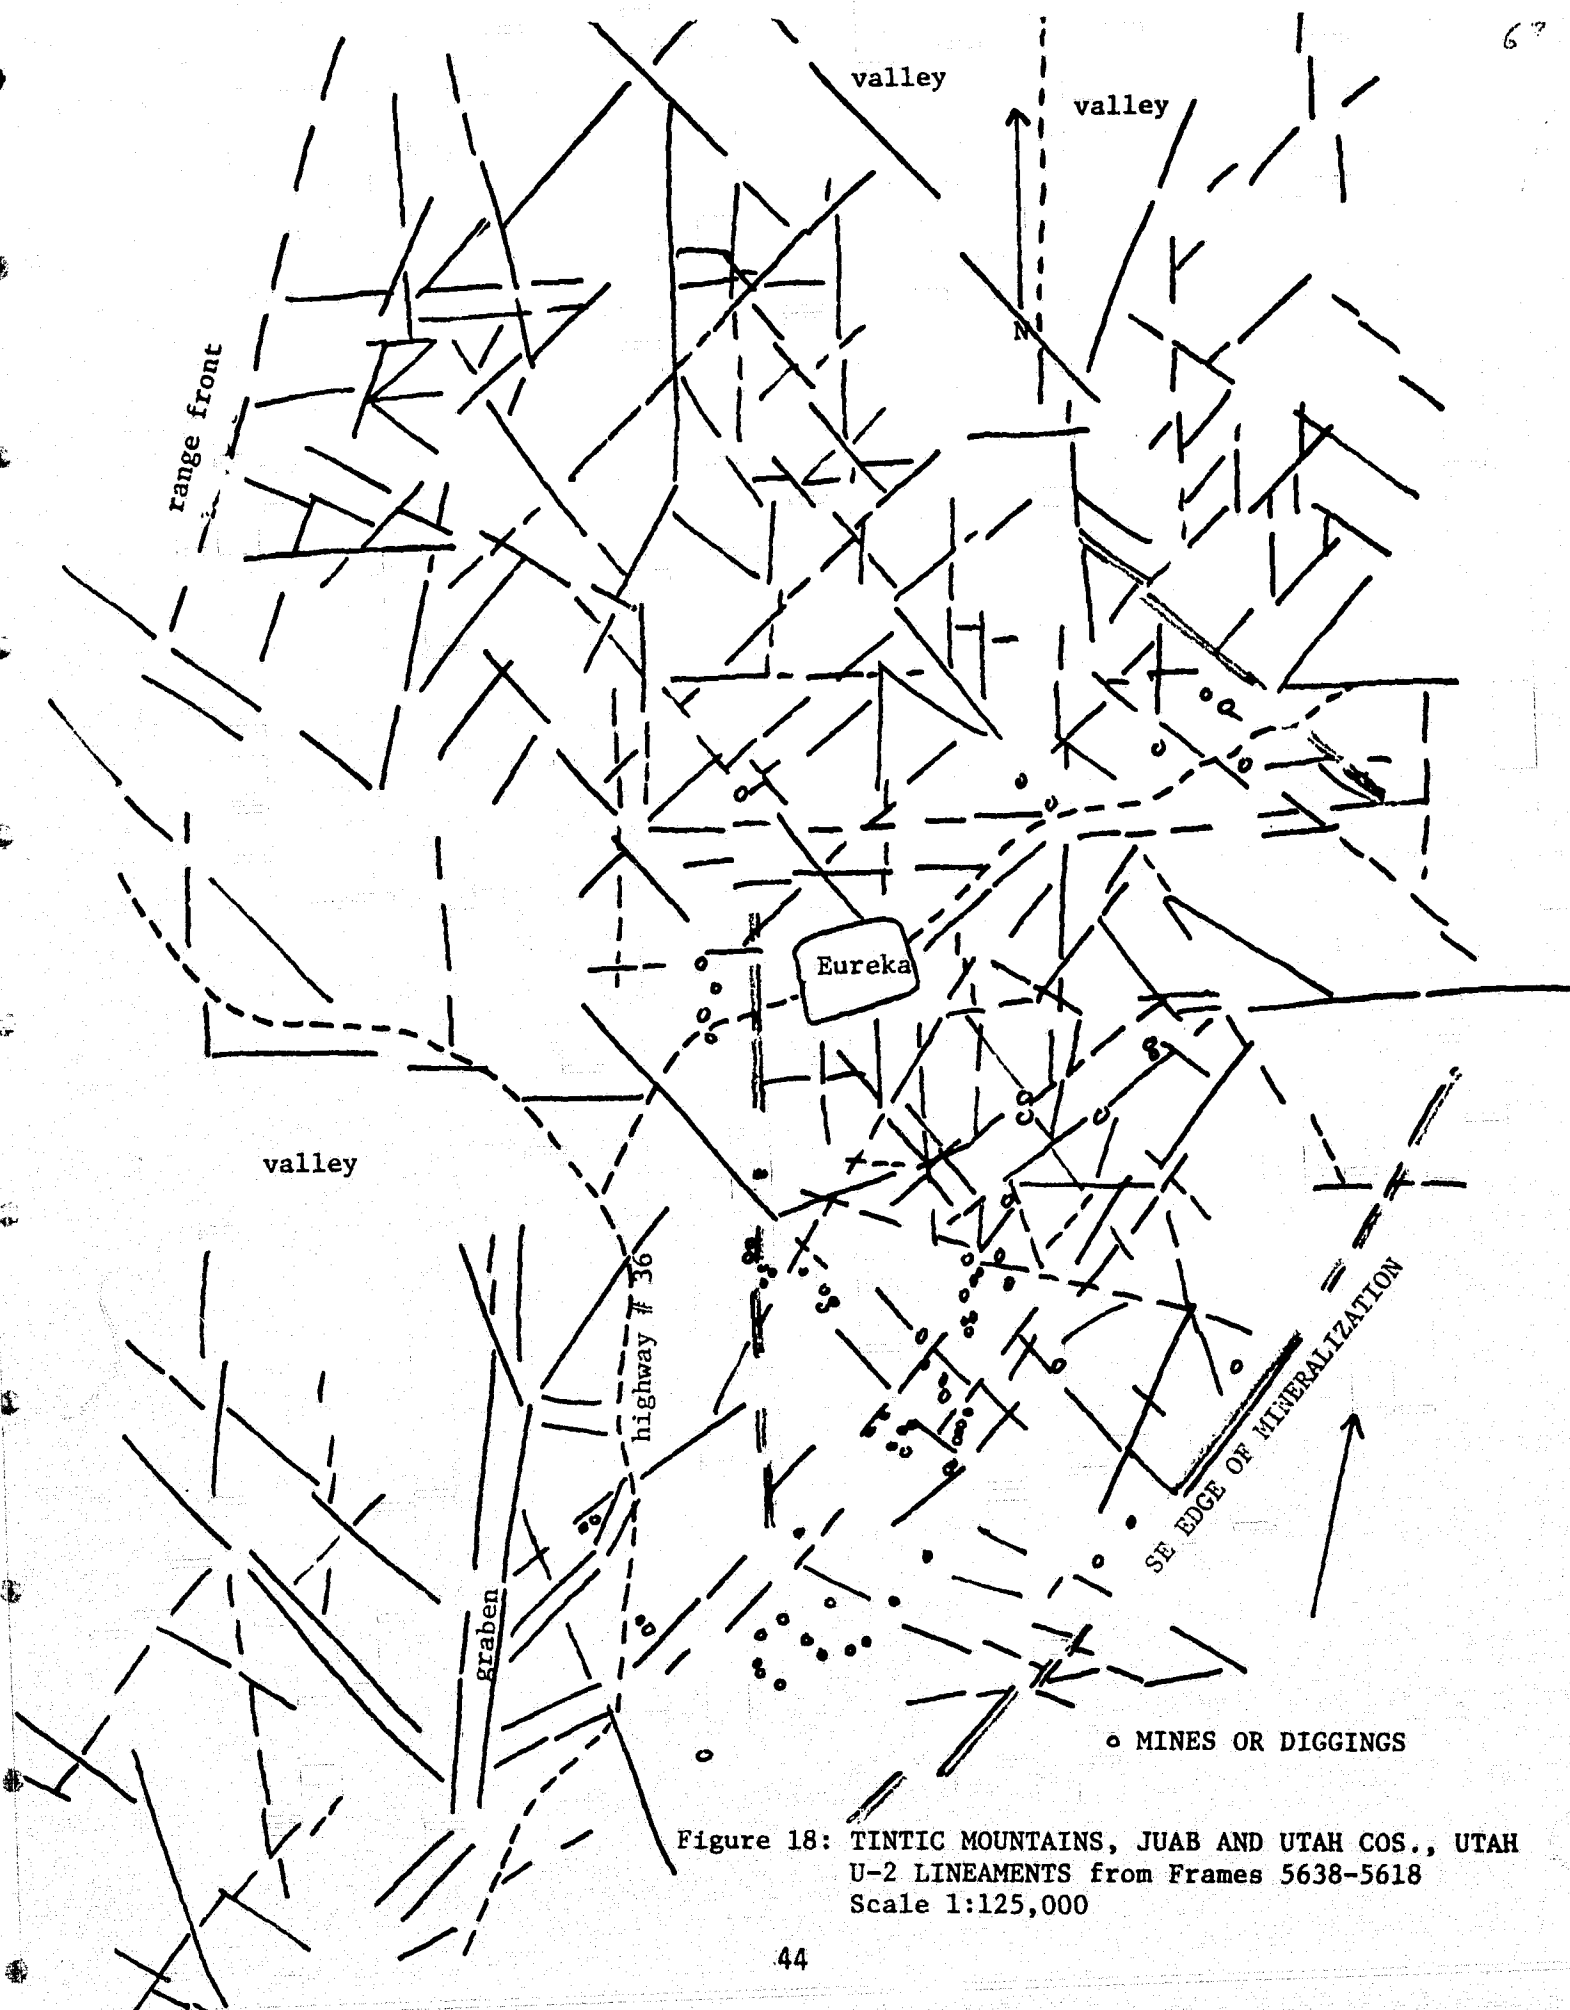 valley
valley
N
range front
Eureka
valley
highway # 36
SE EDGE OF MINERALIZATION
graben
o MINES OR DIGGINGS
Figure 18: TINTIC MOUNTAINS, JUAB AND UTAH COS., UTAH
U-2 LINEAMENTS from Frames 5638-5618
Scale 1:125,000
44